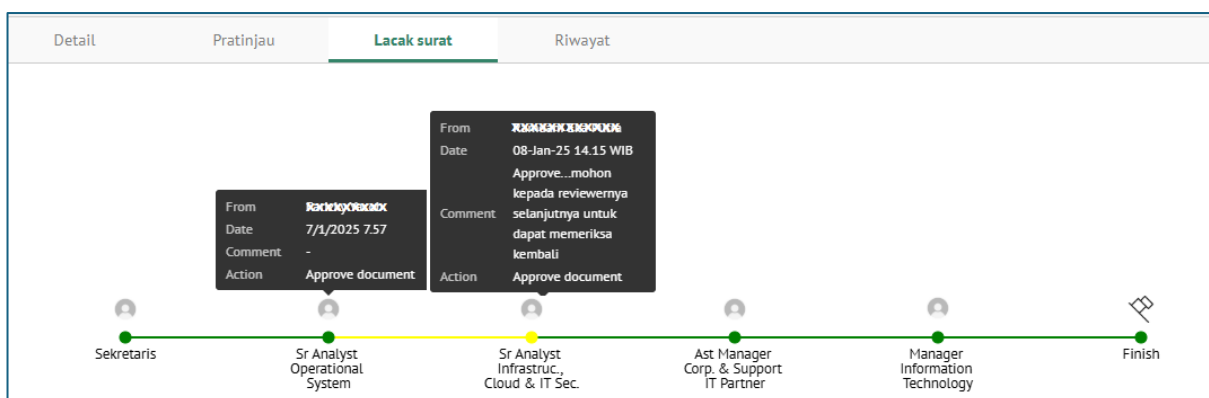 Detail Pratinjau Lacak surat Riwayat
From
Date 08-Jan-25 14.15 WIB
Comment Approve...mohon
kepada reviewernya
selanjutnya untuk
dapat memeriksa
kembali
Action Approve document
From
Date 7/1/2025 7.57
Comment -
Action Approve document
Sekretaris
Sr Analyst
Operational
System
Sr Analyst
Infrastruc.,
Cloud & IT Sec.
Ast Manager
Corp. & Support
IT Partner
Manager
Information
Technology
Finish